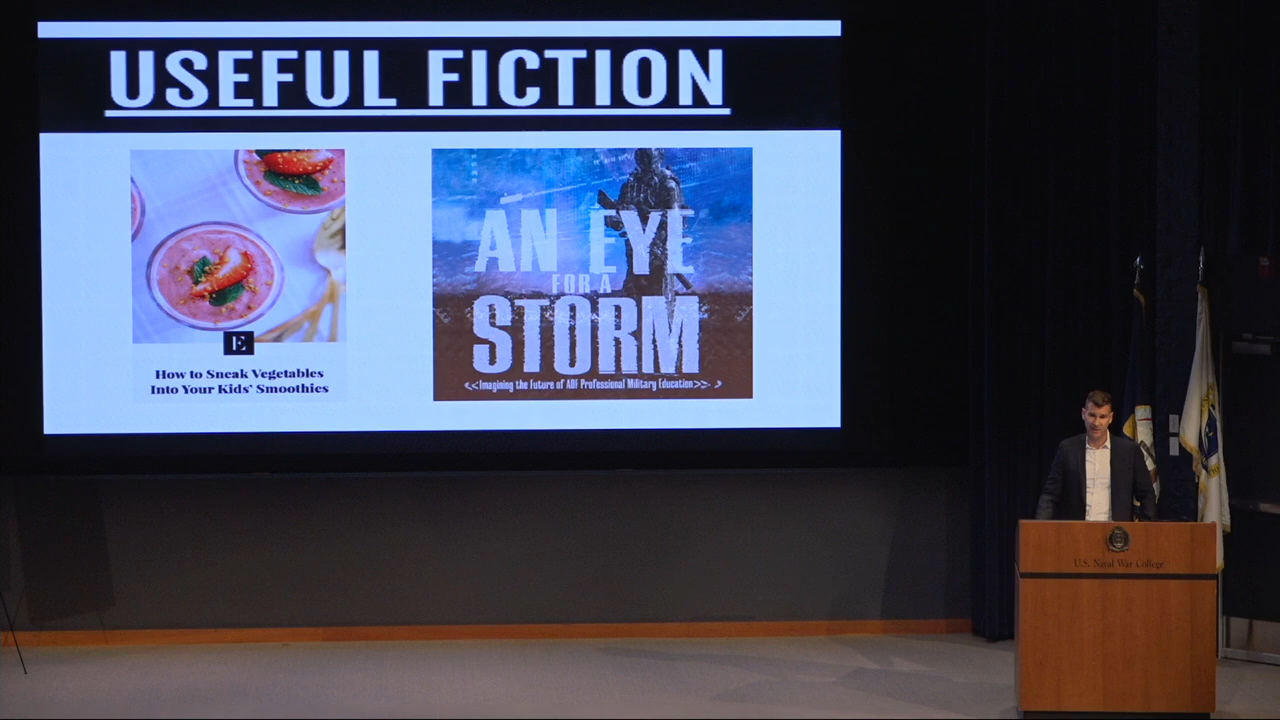 USEFUL FICTION
E
How to Sneak Vegetables
Into Your Kids' Smoothies
AN EYE
FOR A
STORM
<<Imagining the Future of ADF Professional Military Education>>
U.S. Naval War College